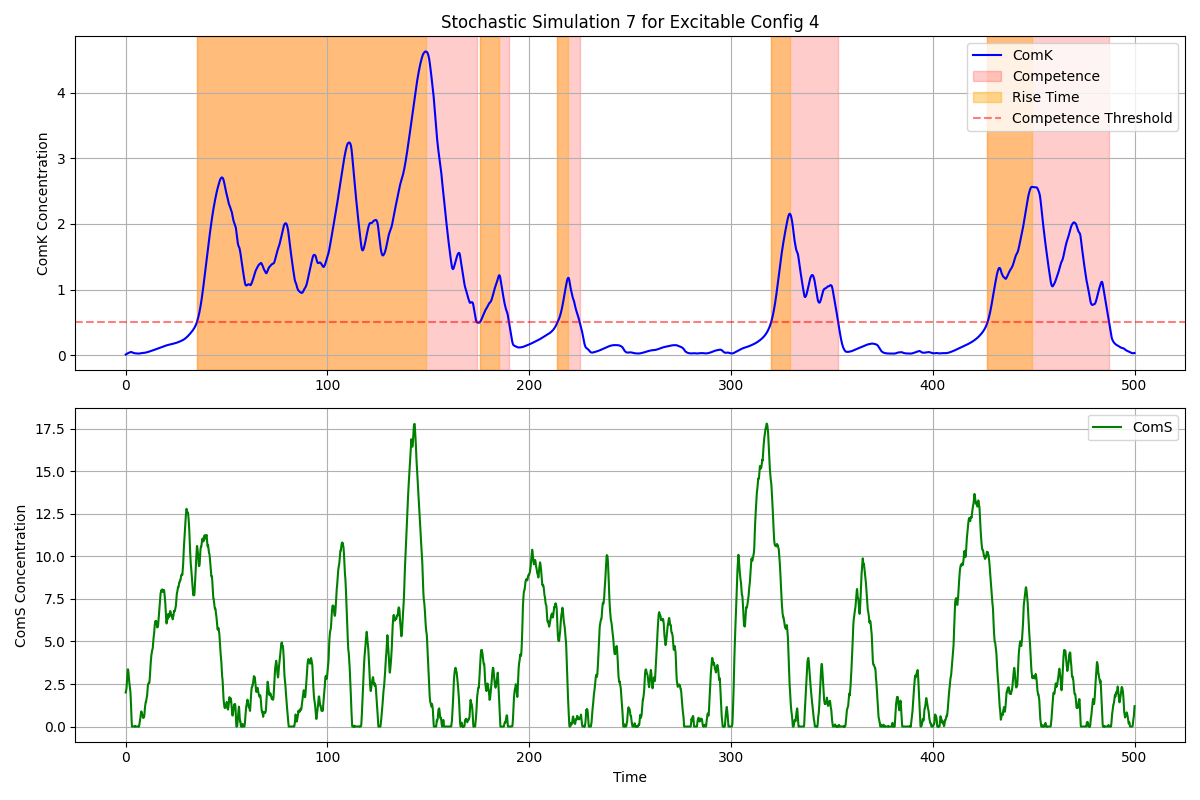 Stochastic Simulation 7 for Excitable Config 4
ComK Concentration
4
3
2
1
0
ComK
Competence
Rise Time
Competence Threshold
0 100 200 300 400 500
ComS Concentration
17.5
15.0
12.5
10.0
7.5
5.0
2.5
0.0
ComS
0 100 200 300 400 500
Time